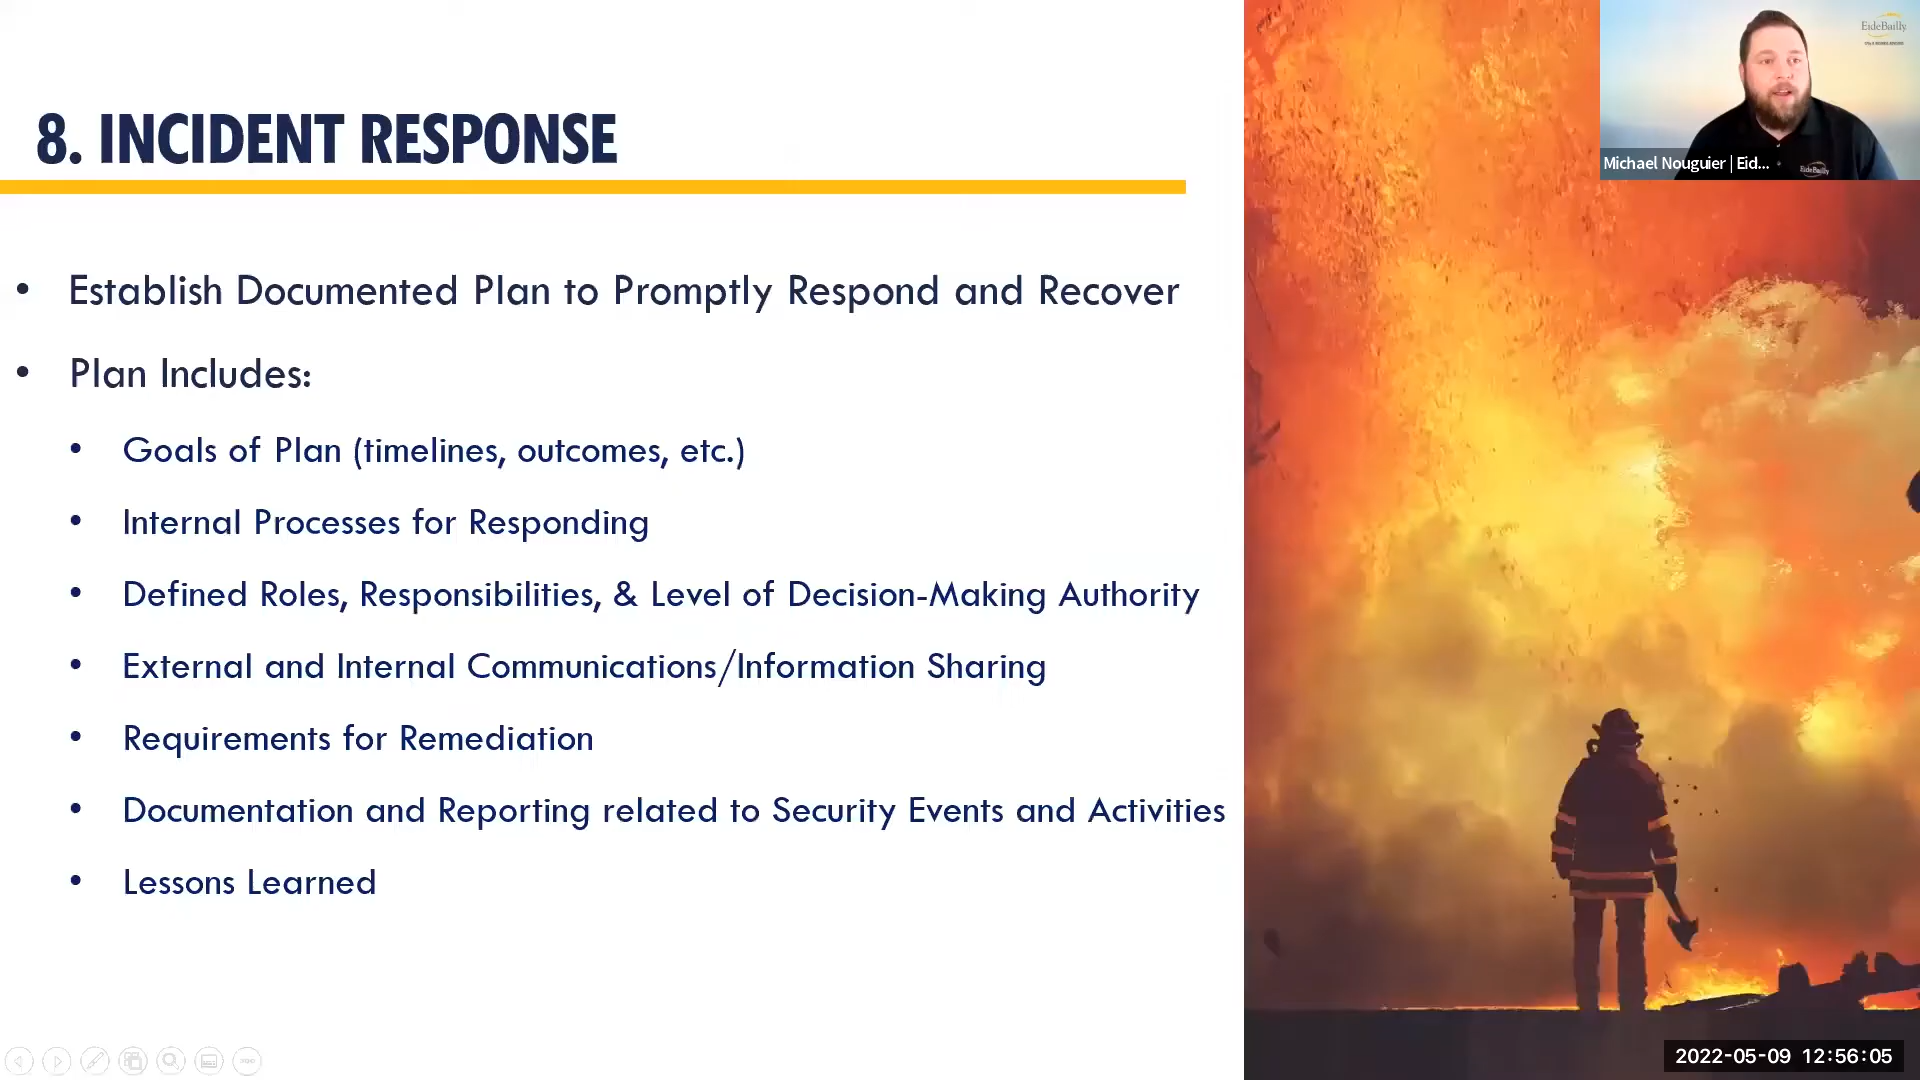 8. INCIDENT RESPONSE
• Establish Documented Plan to Promptly Respond and Recover
• Plan Includes:
• Goals of Plan (timelines, outcomes, etc.)
• Internal Processes for Responding
• Defined Roles, Responsibilities, & Level of Decision-Making Authority
• External and Internal Communications/Information Sharing
• Requirements for Remediation
• Documentation and Reporting related to Security Events and Activities
• Lessons Learned
EideBailly
Michael Nouguier | Eid...
EideBailly
2022-05-09 12:56:05